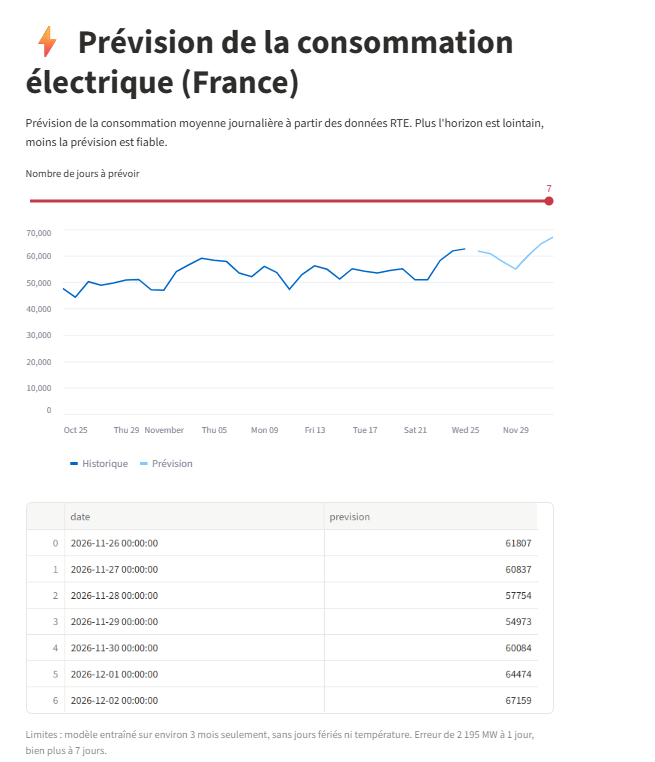 ⚡ Prévision de la consommation
électrique (France)
Prévision de la consommation moyenne journalière à partir des données RTE. Plus l'horizon est lointain,
moins la prévision est fiable.
Nombre de jours à prévoir
7
70,000
60,000
50,000
40,000
30,000
20,000
10,000
0
Oct 25 Thu 29 November Thu 05 Mon 09 Fri 13 Tue 17 Sat 21 Wed 25 Nov 29
Historique Prévision
date prevision
0 2026-11-26 00:00:00 61807
1 2026-11-27 00:00:00 60837
2 2026-11-28 00:00:00 57754
3 2026-11-29 00:00:00 54973
4 2026-11-30 00:00:00 60084
5 2026-12-01 00:00:00 64474
6 2026-12-02 00:00:00 67159
Limites : modèle entraîné sur environ 3 mois seulement, sans jours fériés ni température. Erreur de 2 195 MW à 1 jour,
bien plus à 7 jours.